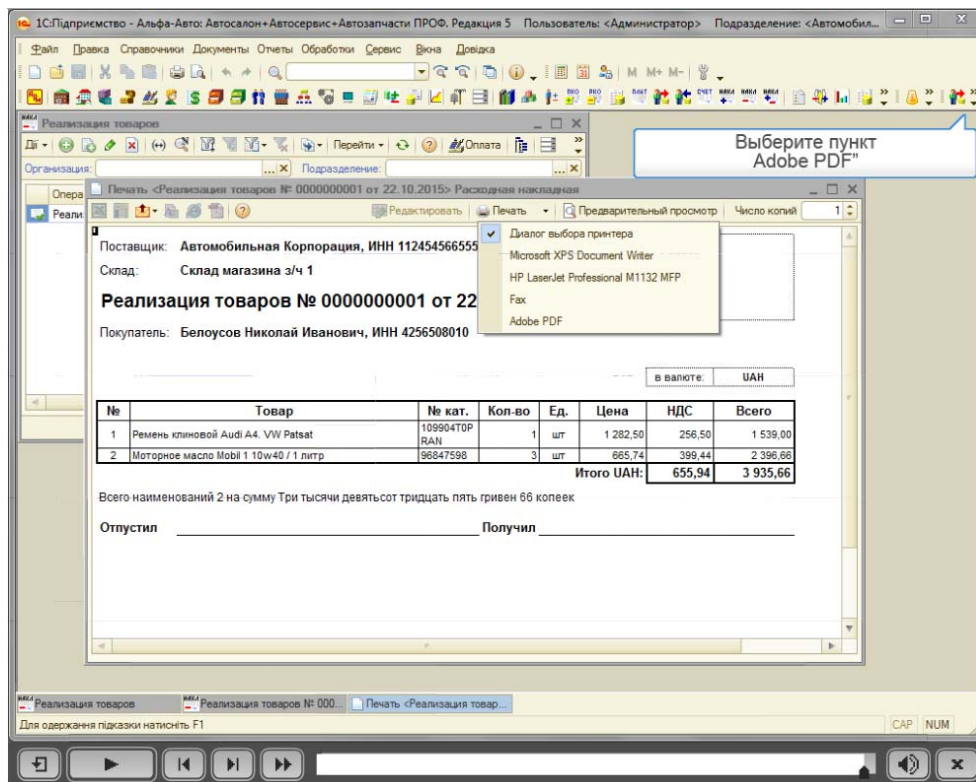 1С:Підприємство - Альфа-Авто: Автосалон+Автосервис+Автозапчасти ПРОФ. Редакция 5 Пользователь: <Администратор> Подразделение: <Автомобил...
Файл Правка Справочники Документы Отчеты Обработки Сервис Вікна Довідка
M M+ M-
Реализация товаров
Дії Перейти Оплата
Организация: Подразделение:
Выберите пункт
Adobe PDF”
Опера
Реали
Печать <Реализация товаров № 0000000001 от 22.10.2015> Расходная накладная
Редактировать Печать Предварительный просмотр Число копий 1
Диалог выбора принтера
Microsoft XPS Document Writer
HP LaserJet Professional M1132 MFP
Fax
Adobe PDF
Поставщик: Автомобильная Корпорация, ИНН 112454566555
Склад: Склад магазина з/ч 1
Реализация товаров № 0000000001 от 22
Покупатель: Белоусов Николай Иванович, ИНН 4256508010
в валюте: UAH
№ Товар № кат. Кол-во Ед. Цена НДС Всего
1 Ремень клиновой Audi A4. VW Patsat 109904T0P RAN 1 шт 1 282,50 256,50 1 539,00
2 Моторное масло Mobil 1 10w40 / 1 литр 96847598 3 шт 665,74 399,44 2 396,66
Итого UAH: 655,94 3 935,66
Всего наименований 2 на сумму Три тысячи девятьсот тридцать пять гривен 66 копеек
Отпустил Получил
Реализация товаров Реализация товаров № 000... Печать <Реализация товар...
Для одержання підказки натисніть F1 CAP NUM